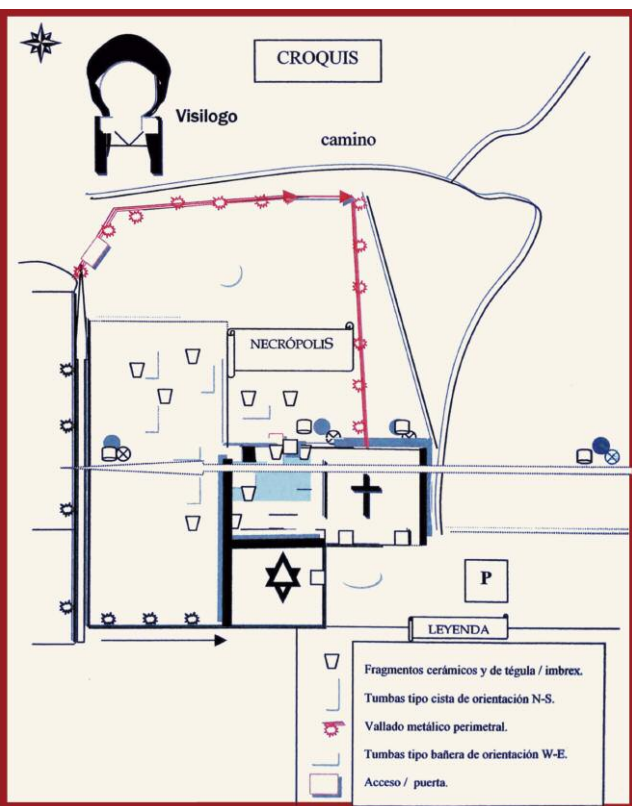 CROQUIS
Visilogo
camino
NECRÓPOLIS
P
LEYENDA
Fragmentos cerámicos y de tégula / imbrex.
Tumbas tipo cista de orientación N-S.
Vallado metálico perimetral.
Tumbas tipo bañera de orientación W-E.
Acceso / puerta.